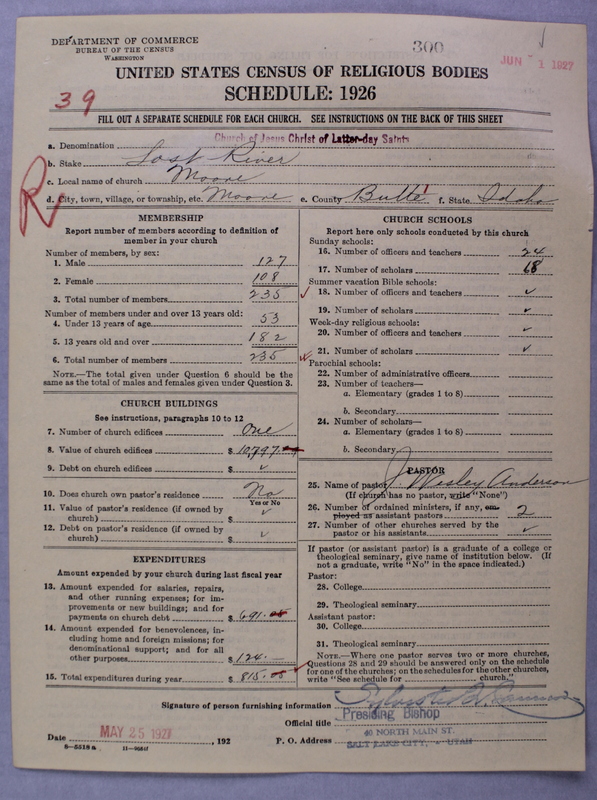 DEPARTMENT OF COMMERCE
BUREAU OF THE CENSUS
WASHINGTON
300
JUN 1 1927
UNITED STATES CENSUS OF RELIGIOUS BODIES
SCHEDULE: 1926
39
FILL OUT A SEPARATE SCHEDULE FOR EACH CHURCH. SEE INSTRUCTIONS ON THE BACK OF THIS SHEET
a. Denomination Church of Jesus Christ of Latter-day Saints
b. Stake Lost River
c. Local name of church Moore
d. City, town, village, or township, etc. Moore e. County Butte f. State Idaho
R
MEMBERSHIP
Report number of members according to definition of
member in your church
Number of members, by sex:
1. Male 127
2. Female 108
3. Total number of members 235
Number of members under and over 13 years old:
4. Under 13 years of age 53
5. 13 years old and over 182
6. Total number of members 235
NOTE.—The total given under Question 6 should be the
same as the total of males and females given under Question 3.
CHURCH BUILDINGS
See instructions, paragraphs 10 to 12
7. Number of church edifices One
8. Value of church edifices $ 10,797.
9. Debt on church edifices $ ✓
10. Does church own pastor's residence No
Yes or No
11. Value of pastor's residence (if owned by
church) $ ✓
12. Debt on pastor's residence (if owned by
church) $ ✓
EXPENDITURES
Amount expended by church during last fiscal year
13. Amount expended for salaries, repairs,
and other running expenses; for im-
provements or new buildings; and for
payments on church debt $ 691.
14. Amount expended for benevolences, in-
cluding home and foreign missions; for
denominational support; and for all
other purposes $ 124.
15. Total expenditures during year $ 815.
CHURCH SCHOOLS
Report here only schools conducted by this church
Sunday schools:
16. Number of officers and teachers 24
17. Number of scholars 68
Summer vacation Bible schools:
18. Number of officers and teachers ✓
19. Number of scholars ✓
Week-day religious schools:
20. Number of officers and teachers ✓
21. Number of scholars ✓
Parochial schools:
22. Number of administrative officers
23. Number of teachers—
a. Elementary (grades 1 to 8)
b. Secondary
24. Number of scholars—
a. Elementary (grades 1 to 8)
b. Secondary
PASTOR
25. Name of pastor J. Wesley Anderson
(If church has no pastor, write "None")
26. Number of ordained ministers, if any, em-
ployed as assistant pastors 2
27. Number of other churches served by the
pastor or his assistants ✓
If pastor (or assistant pastor) is a graduate of a college or
theological seminary, give name of institution below. (If
not a graduate, write "No" in the space indicated.)
Pastor:
28. College
29. Theological seminary
Assistant pastor:
30. College
31. Theological seminary
NOTE.—Where one pastor serves two or more churches,
Questions 28 and 29 should be answered only on the schedule
for one of the churches; on the schedules for the other churches,
write "See schedule for church."
Signature of person furnishing information
Official title Presiding Bishop
Date MAY 25 1927, 192
P. O. Address 40 NORTH MAIN ST.
SALT LAKE CITY, UTAH
8—5518 a